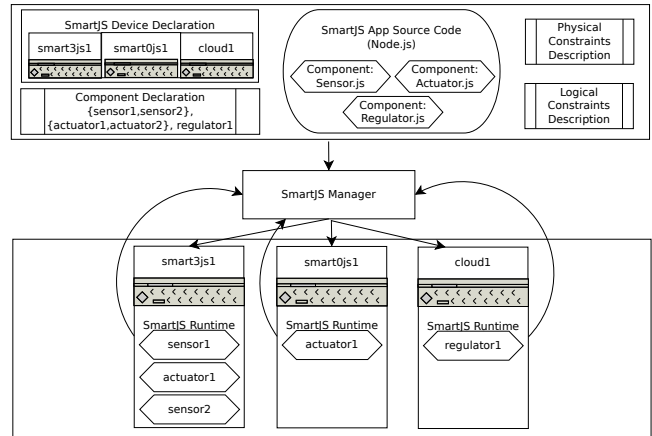 SmartJS Device Declaration
smart3js1
smart0js1
cloud1
Component Declaration
{sensor1,sensor2},
{actuator1,actuator2}, regulator1
SmartJS App Source Code
(Node.js)
Component:
Sensor.js
Component:
Actuator.js
Component:
Regulator.js
Physical
Constraints
Description
Logical
Constraints
Description
SmartJS Manager
smart3js1
SmartJS Runtime
sensor1
actuator1
sensor2
smart0js1
SmartJS Runtime
actuator1
cloud1
SmartJS Runtime
regulator1